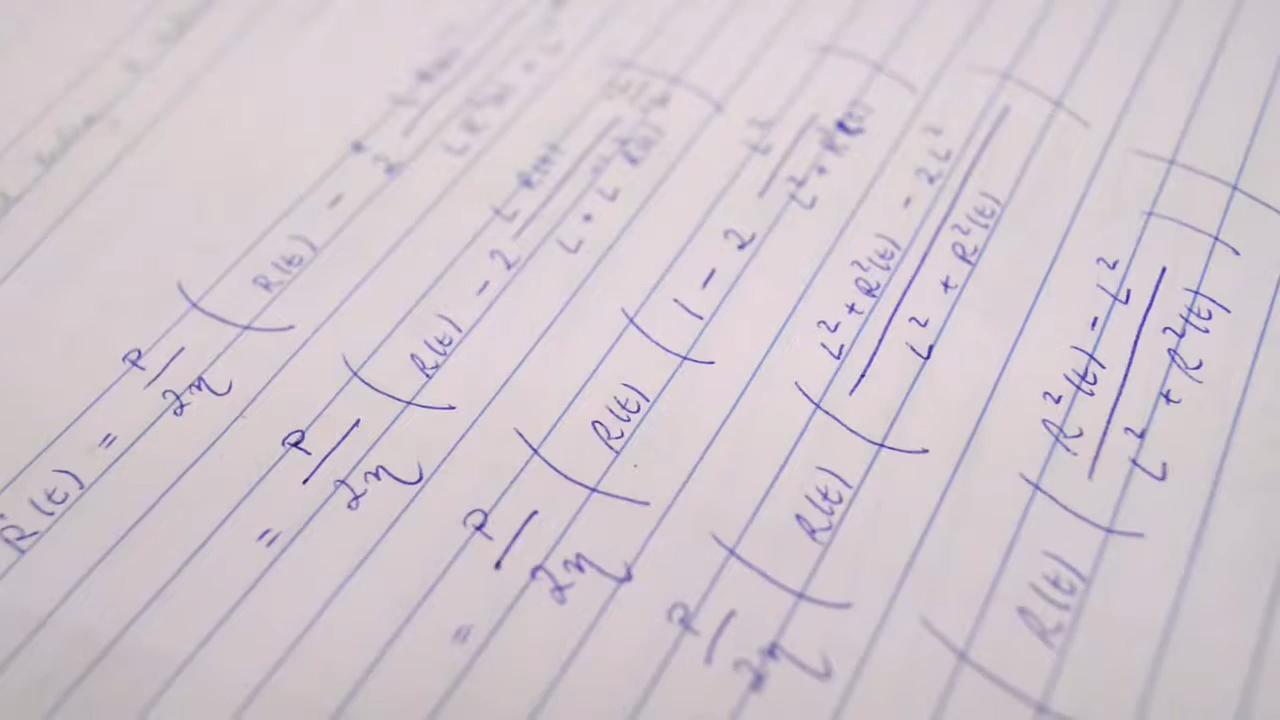 Ṙ(t) = P/2η ( R(t) - 2
= P/2η ( R(t) - 2 L R(t) /
= P/2η ( R(t) ( 1 - 2 L² / L² + R²(t)
P/2η ( R(t) ( L² + R²(t) - 2L² / L² + R²(t) )
( R(t) ( R²(t) - L² / L² + R²(t) ) )